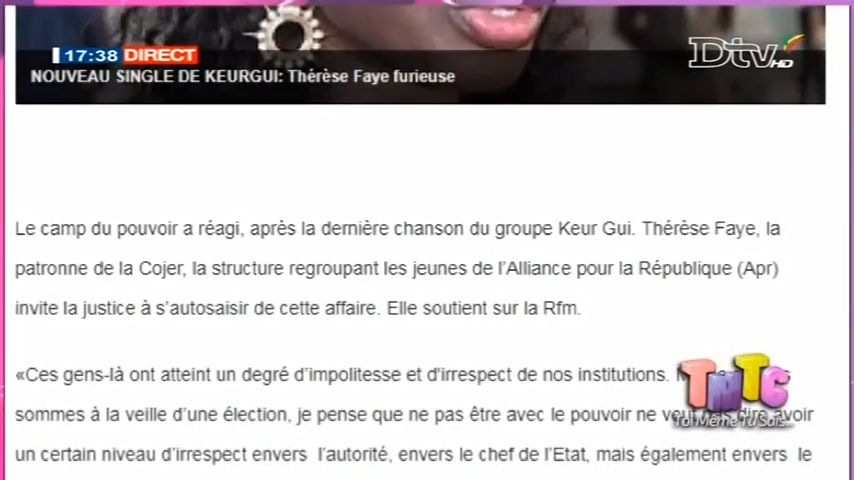 17:38 DIRECT
DtvHD
NOUVEAU SINGLE DE KEURGUI: Thérèse Faye furieuse
Le camp du pouvoir a réagi, après la dernière chanson du groupe Keur Gui. Thérèse Faye, la
patronne de la Cojer, la structure regroupant les jeunes de l'Alliance pour la République (Apr)
invite la justice à s'autosaisir de cette affaire. Elle soutient sur la Rfm.
«Ces gens-là ont atteint un degré d'impolitesse et d'irrespect de nos institutions.
TMTC
Toi Même Tu Sais...
sommes à la veille d'une élection, je pense que ne pas être avec le pouvoir ne veut pas dire avoir
un certain niveau d'irrespect envers l'autorité, envers le chef de l'Etat, mais également envers le